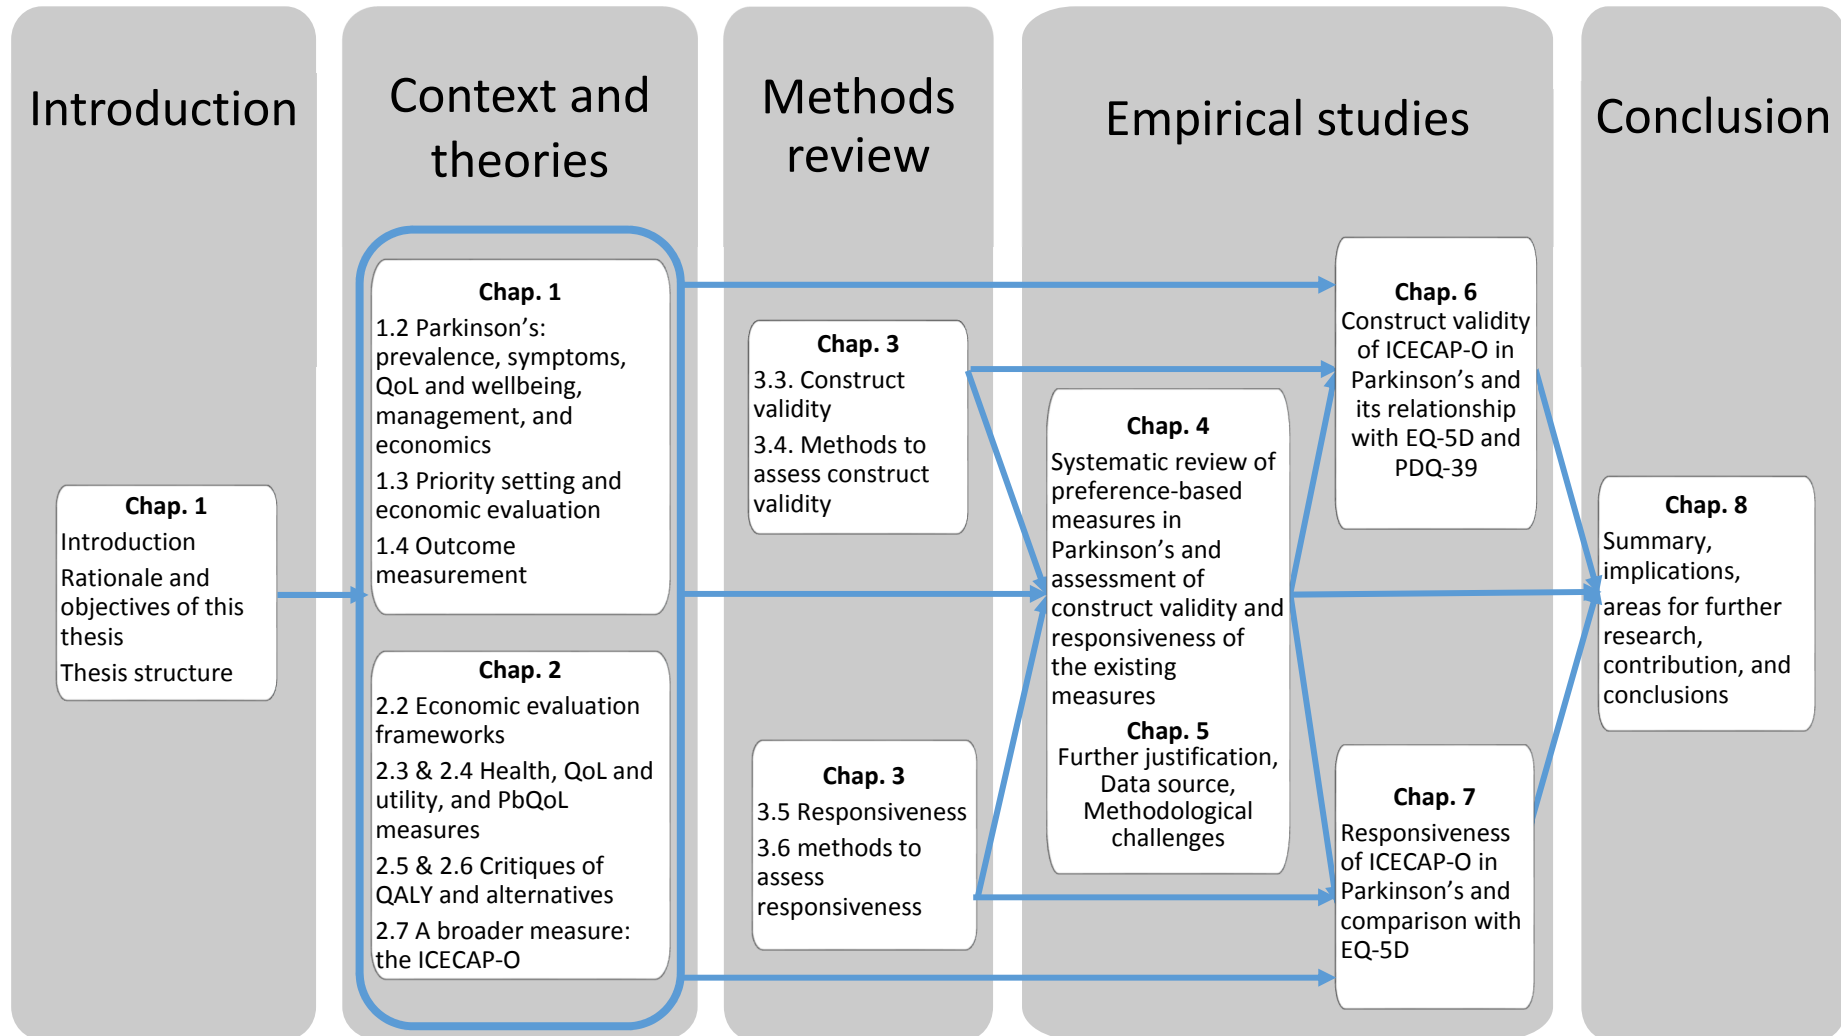 Introduction
Context and
theories
Methods
review
Empirical studies
Conclusion
Chap. 1
Introduction
Rationale and
objectives of this
thesis
Thesis structure
Chap. 1
1.2 Parkinson’s:
prevalence, symptoms,
QoL and wellbeing,
management, and
economics
1.3 Priority setting and
economic evaluation
1.4 Outcome
measurement
Chap. 2
2.2 Economic evaluation
frameworks
2.3 & 2.4 Health, QoL and
utility, and PbQoL
measures
2.5 & 2.6 Critiques of
QALY and alternatives
2.7 A broader measure:
the ICECAP-O
Chap. 3
3.3. Construct
validity
3.4. Methods to
assess construct
validity
Chap. 3
3.5 Responsiveness
3.6 methods to
assess
responsiveness
Chap. 4
Systematic review of
preference-based
measures in
Parkinson’s and
assessment of
construct validity and
responsiveness of
the existing
measures
Chap. 5
Further justification,
Data source,
Methodological
challenges
Chap. 6
Construct validity
of ICECAP-O in
Parkinson’s and
its relationship
with EQ-5D and
PDQ-39
Chap. 7
Responsiveness
of ICECAP-O in
Parkinson’s and
comparison with
EQ-5D
Chap. 8
Summary,
implications,
areas for further
research,
contribution, and
conclusions